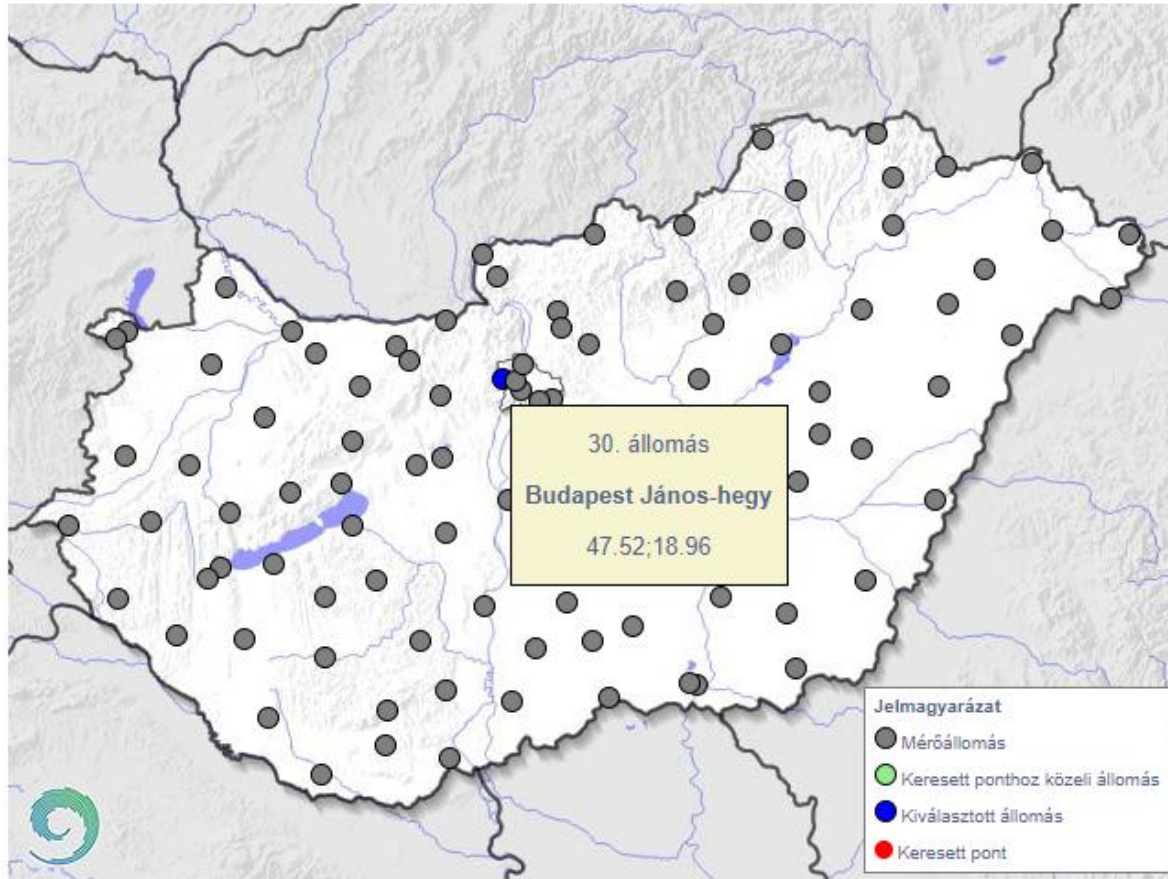 30. állomás
Budapest János-hegy
47.52;18.96
Jelmagyarázat
Mérőállomás
Keresett ponthoz közeli állomás
Kiválasztott állomás
Keresett pont